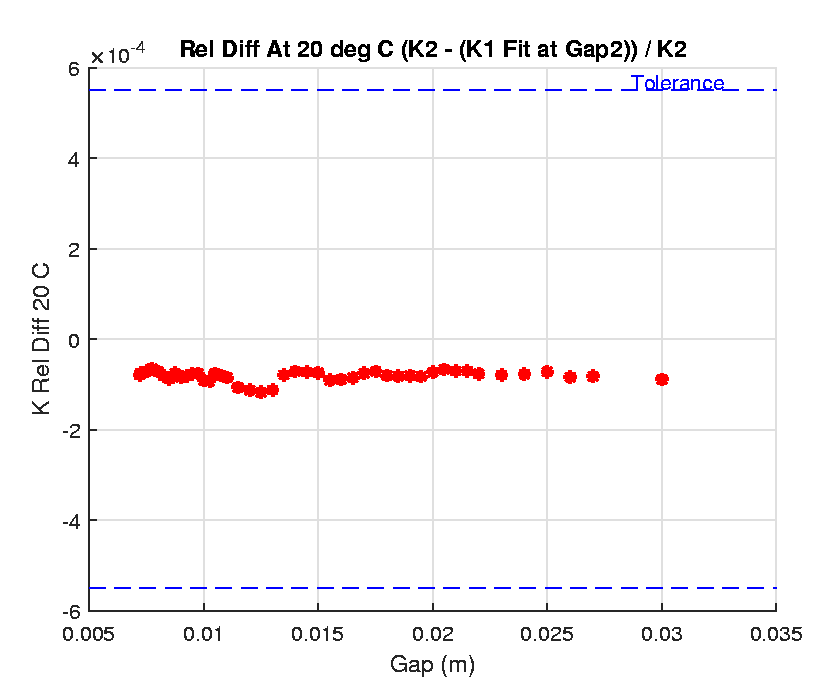 Rel Diff At 20 deg C (K2 - (K1 Fit at Gap2)) / K2
×10⁻⁴
6
Tolerance
4
2
0
-2
-4
-6
K Rel Diff 20 C
0.005 0.01 0.015 0.02 0.025 0.03 0.035
Gap (m)